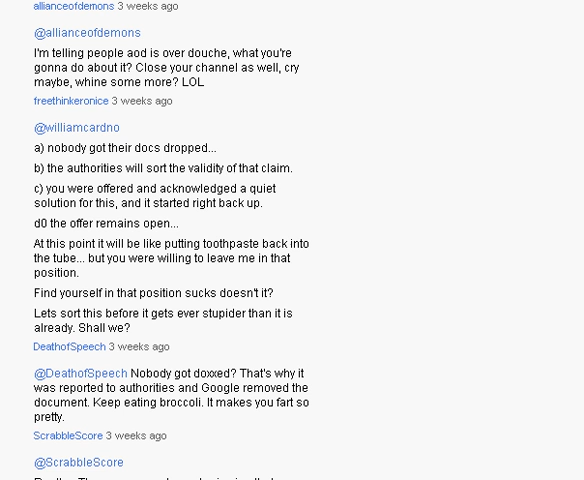 allianceofdemons 3 weeks ago
@allianceofdemons
I'm telling people aod is over douche, what you're
gonna do about it? Close your channel as well, cry
maybe, whine some more? LOL
freethinkeronice 3 weeks ago
@williamcardno
a) nobody got their docs dropped...
b) the authorities will sort the validity of that claim.
c) you were offered and acknowledged a quiet
solution for this, and it started right back up.
d0 the offer remains open...
At this point it will be like putting toothpaste back into
the tube... but you were willing to leave me in that
position.
Find yourself in that position sucks doesn't it?
Lets sort this before it gets ever stupider than it is
already. Shall we?
DeathofSpeech 3 weeks ago
@DeathofSpeech Nobody got doxxed? That's why it
was reported to authorities and Google removed the
document. Keep eating broccoli. It makes you fart so
pretty.
ScrabbleScore 3 weeks ago
@ScrabbleScore